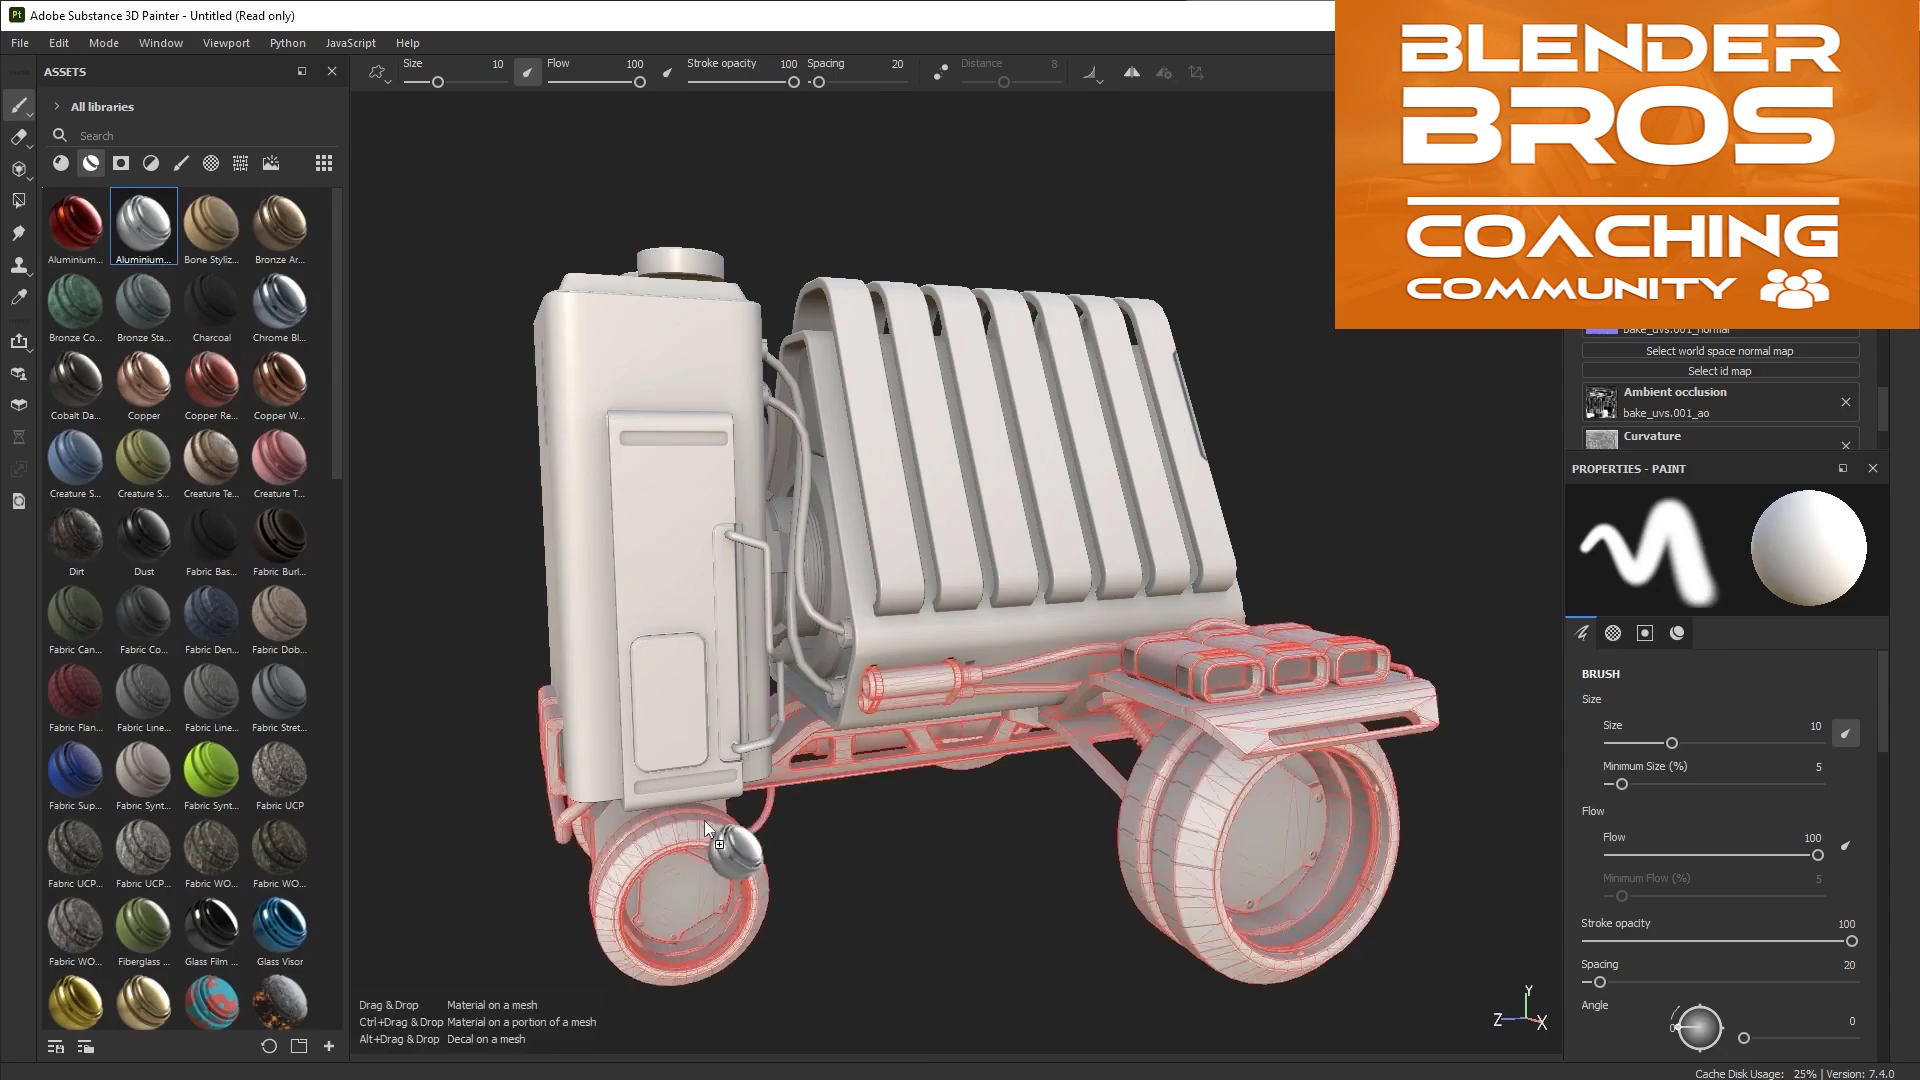 Adobe Substance 3D Painter - Untitled (Read only)
File Edit Mode Window Viewport Python JavaScript Help
ASSETS
Size 10 Flow 100 Stroke opacity 100 Spacing 20 Distance 8
All libraries
Search
Aluminium... Aluminium... Bone Styliz... Bronze Ar...
Bronze Co... Bronze Sta... Charcoal Chrome Bl...
Cobalt Da... Copper Copper Re... Copper W...
Creature S... Creature S... Creature Te... Creature T...
Dirt Dust Fabric Bas... Fabric Burl...
Fabric Can... Fabric Co... Fabric Den... Fabric Dob...
Fabric Flan... Fabric Line... Fabric Line... Fabric Stret...
Fabric Sup... Fabric Synt... Fabric Synt... Fabric UCP
Fabric UCP... Fabric UCP... Fabric WO... Fabric WO...
Fabric WO... Fiberglass ... Glass Film ... Glass Visor
Drag & Drop Material on a mesh
Ctrl+Drag & Drop Material on a portion of a mesh
Alt+Drag & Drop Decal on a mesh
Y
Z
X
BLENDER
BROS
COACHING
COMMUNITY
bake_uvs.001_normal
Select world space normal map
Select id map
Ambient occlusion
bake_uvs.001_ao
Curvature
PROPERTIES - PAINT
BRUSH
Size
Size 10
Minimum Size (%) 5
Flow
Flow 100
Minimum Flow (%) 5
Stroke opacity 100
Spacing 20
Angle
0 0
Cache Disk Usage: 25% | Version: 7.4.0